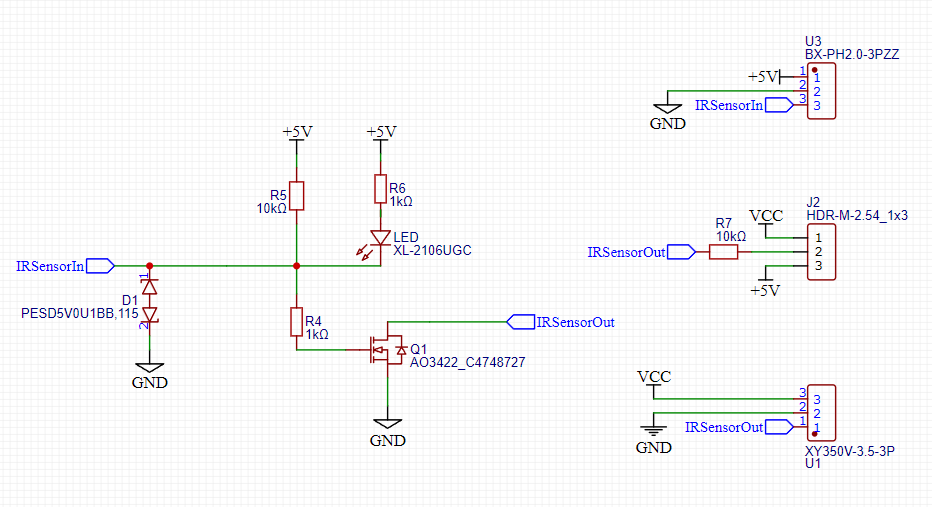 U3
BX-PH2.0-3PZZ
+5V 1 1
2 2
IRSensorIn 3 3
GND
+5V
+5V
R5
10kΩ
R6
1kΩ
LED
XL-2106UGC
IRSensorIn
1
D1
PESD5V0U1BB,115
2
GND
R4
1kΩ
IRSensorOut
Q1
AO3422_C4748727
GND
J2
HDR-M-2.54_1x3
VCC
R7
10kΩ
1
IRSensorOut 2
3
+5V
VCC
3 3
2 2
IRSensorOut 1 1
GND
XY350V-3.5-3P
U1